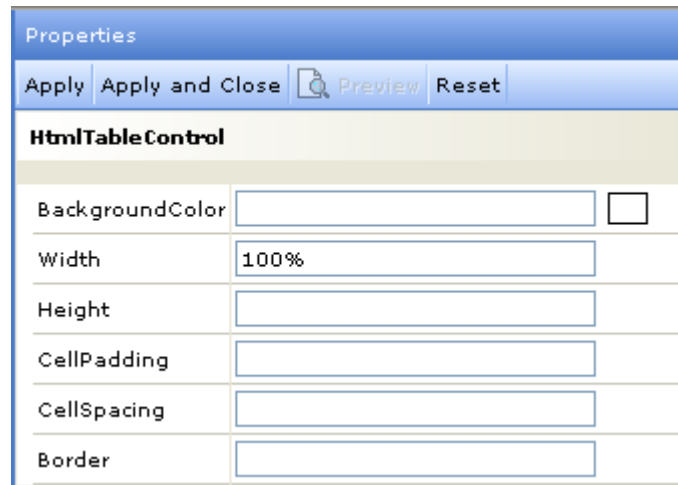 Properties
Apply Apply and Close Preview Reset
HtmlTableControl
BackgroundColor
Width 100%
Height
CellPadding
CellSpacing
Border